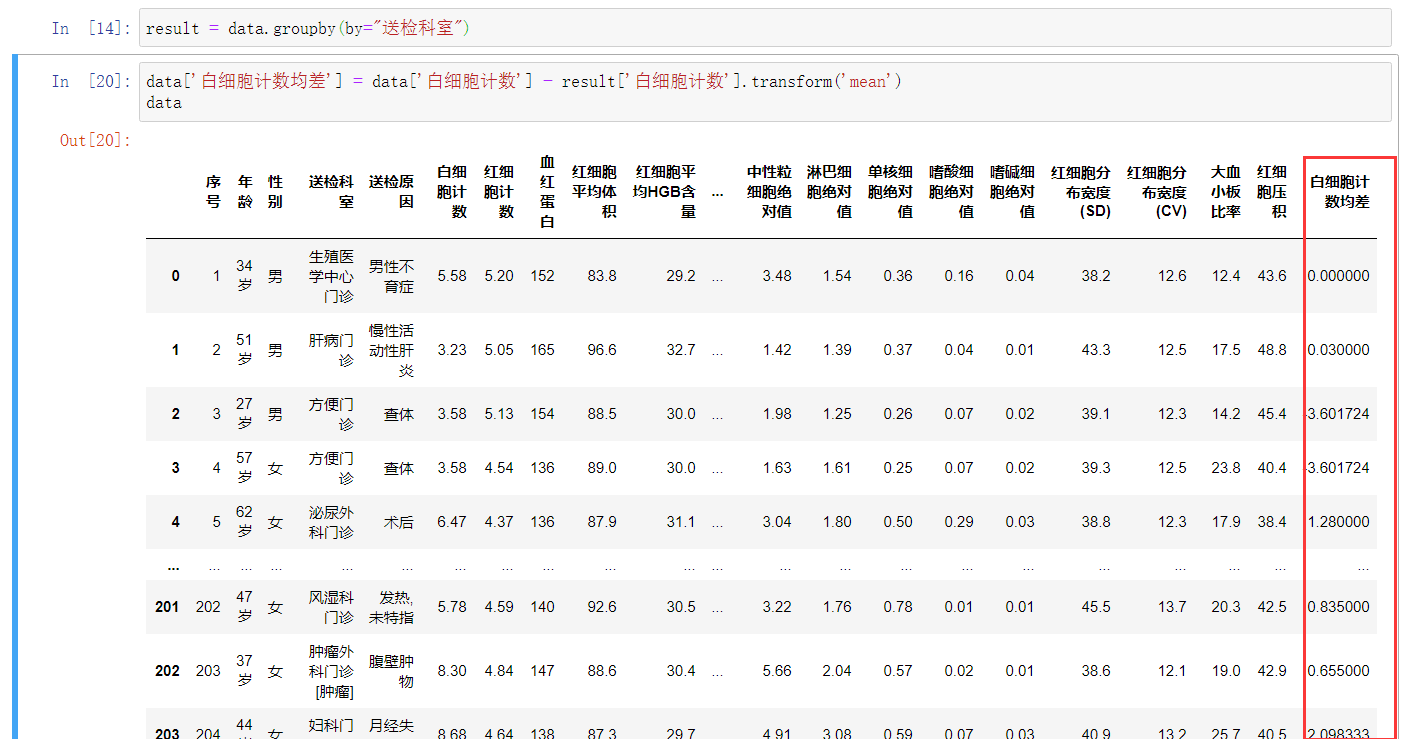 In [14]: result = data.groupby(by="送检科室")
In [20]: data['白细胞计数均差'] = data['白细胞计数'] - result['白细胞计数'].transform('mean')
data
Out[20]:
序号 年龄 性别 送检科室 送检原因 白细胞计数 红细胞计数 血红蛋白 红细胞平均体积 红细胞平均HGB含量 ... 中性粒细胞绝对值 淋巴细胞绝对值 单核细胞绝对值 嗜酸细胞绝对值 嗜碱细胞绝对值 红细胞分布宽度(SD) 红细胞分布宽度(CV) 大血小板比率 红细胞压积 白细胞计数均差
0 1 34岁 男 生殖医学中心门诊 男性不育症 5.58 5.20 152 83.8 29.2 ... 3.48 1.54 0.36 0.16 0.04 38.2 12.6 12.4 43.6 0.000000
1 2 51岁 男 肝病门诊 慢性活动性肝炎 3.23 5.05 165 96.6 32.7 ... 1.42 1.39 0.37 0.04 0.01 43.3 12.5 17.5 48.8 0.030000
2 3 27岁 男 方便门诊 查体 3.58 5.13 154 88.5 30.0 ... 1.98 1.25 0.26 0.07 0.02 39.1 12.3 14.2 45.4 3.601724
3 4 57岁 女 方便门诊 查体 3.58 4.54 136 89.0 30.0 ... 1.63 1.61 0.25 0.07 0.02 39.3 12.5 23.8 40.4 3.601724
4 5 62岁 女 泌尿外科门诊 术后 6.47 4.37 136 87.9 31.1 ... 3.04 1.80 0.50 0.29 0.03 38.8 12.3 17.9 38.4 1.280000
... ... ... ... ... ... ... ... ... ... ... ... ... ... ... ... ... ... ... ... ... ...
201 202 47岁 女 风湿科门诊 发热,未特指 5.78 4.59 140 92.6 30.5 ... 3.22 1.76 0.78 0.01 0.01 45.5 13.7 20.3 42.5 0.835000
202 203 37岁 女 肿瘤外科门诊[肿瘤] 腹壁肿物 8.30 4.84 147 88.6 30.4 ... 5.66 2.04 0.57 0.02 0.01 38.6 12.1 19.0 42.9 0.655000
203 204 44 女 妇科门 月经失 8.68 4.64 138 87.3 29.7 ... 4.91 3.08 0.59 0.07 0.03 40.9 13.2 25.7 40.5 2.098333